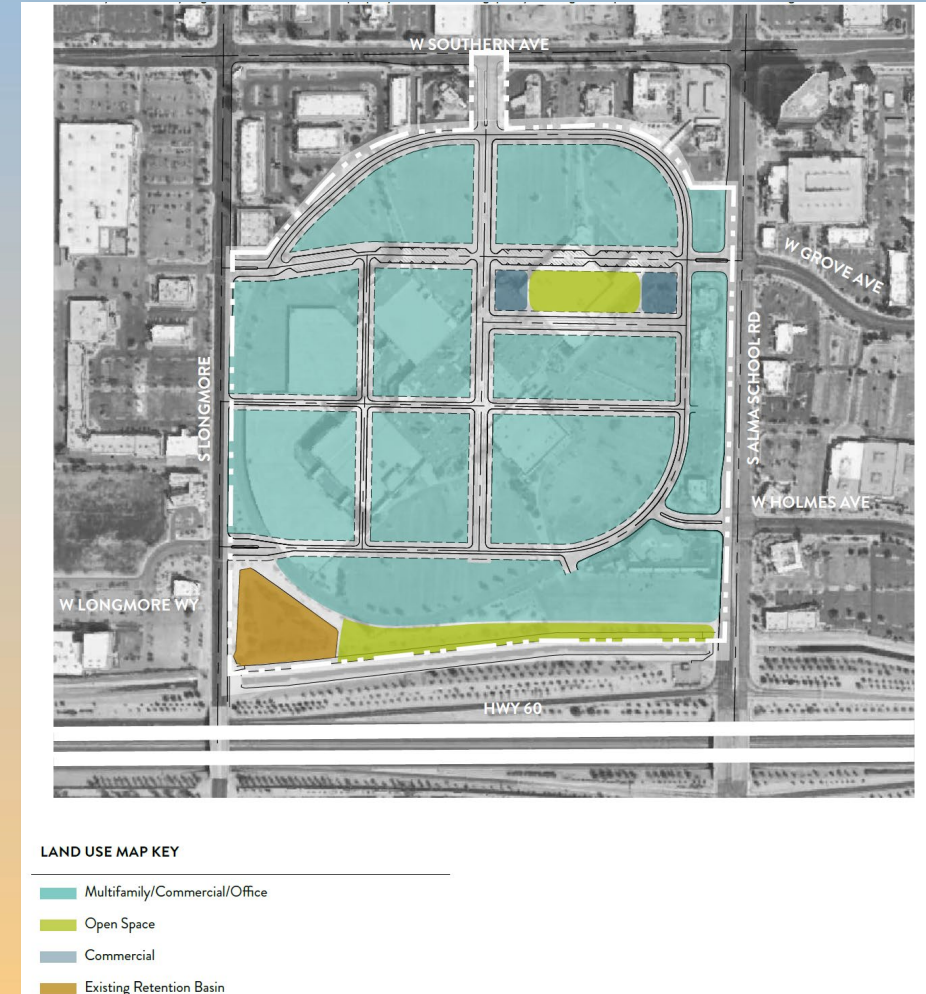 W SOUTHERN AVE
W GROVE AVE
S LONGMORE
S ALMA SCHOOL RD
W HOLMES AVE
W LONGMORE WY
HWY 60
LAND USE MAP KEY
Multifamily/Commercial/Office
Open Space
Commercial
Existing Retention Basin